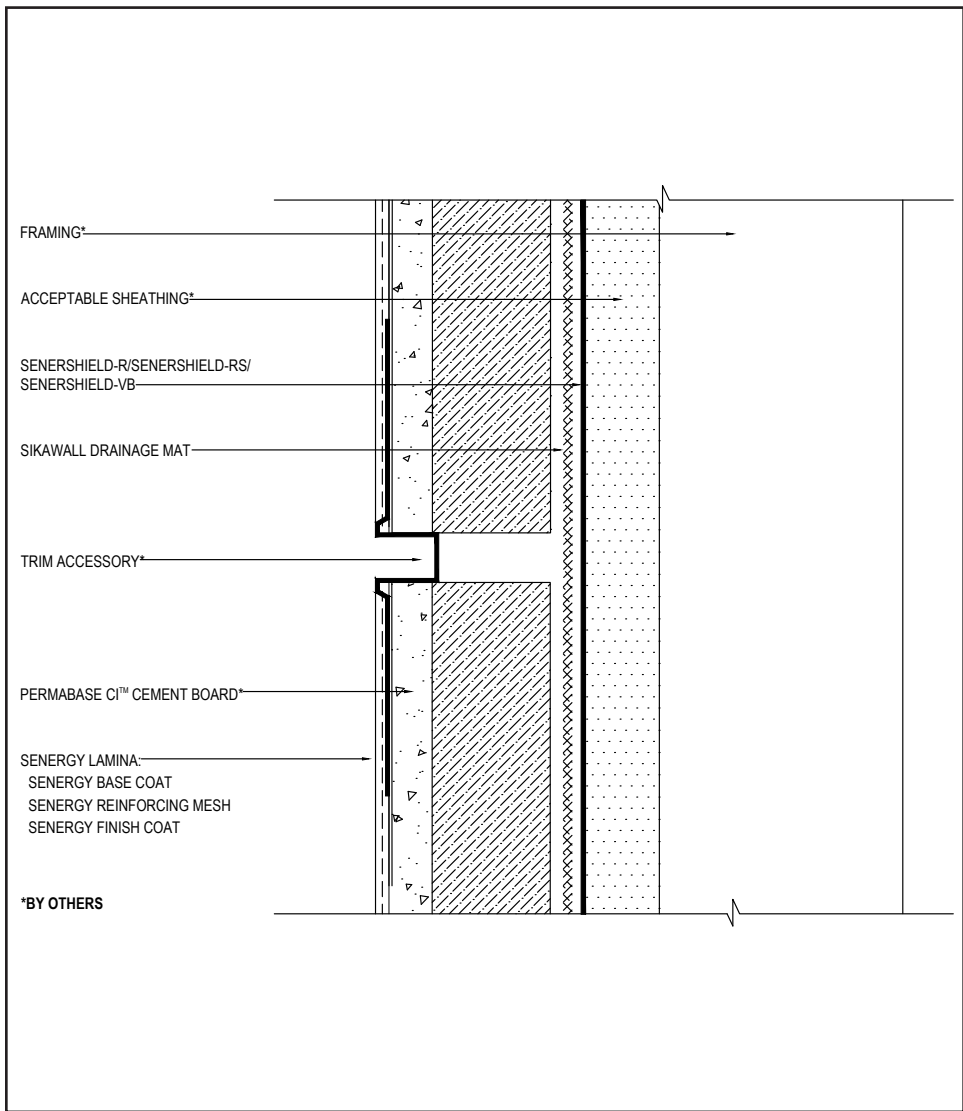 FRAMING*
ACCEPTABLE SHEATHING*
SENERSHIELD-R/SENERSHIELD-RS/
SENERSHIELD-VB
SIKAWALL DRAINAGE MAT
TRIM ACCESSORY*
PERMABASE CI™ CEMENT BOARD*
SENERGY LAMINA:
SENERGY BASE COAT
SENERGY REINFORCING MESH
SENERGY FINISH COAT
*BY OTHERS